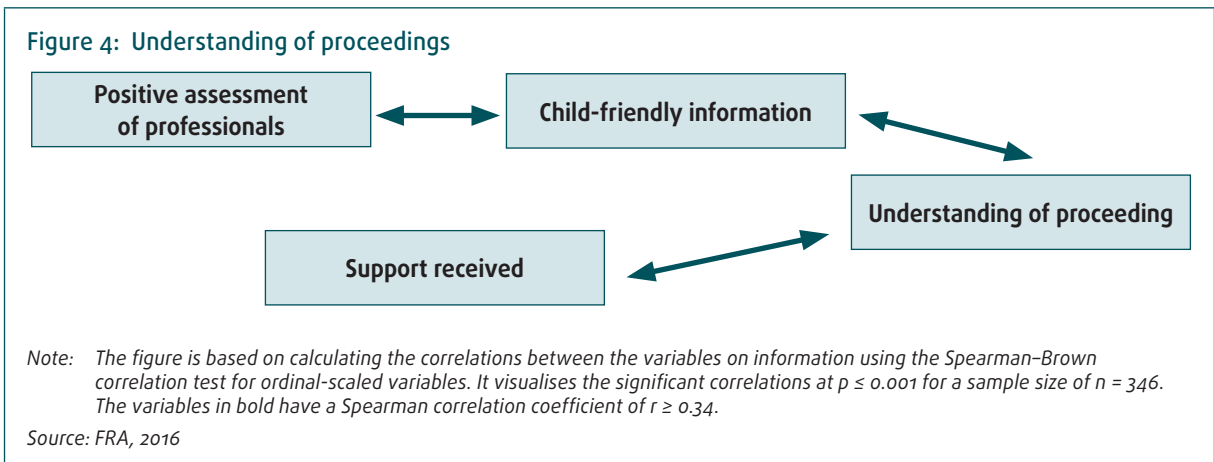 Figure 4: Understanding of proceedings
Positive assessment
of professionals
Child-friendly information
Understanding of proceeding
Support received
Note: The figure is based on calculating the correlations between the variables on information using the Spearman–Brown
correlation test for ordinal-scaled variables. It visualises the significant correlations at p ≤ 0.001 for a sample size of n = 346.
The variables in bold have a Spearman correlation coefficient of r ≥ 0.34.
Source: FRA, 2016